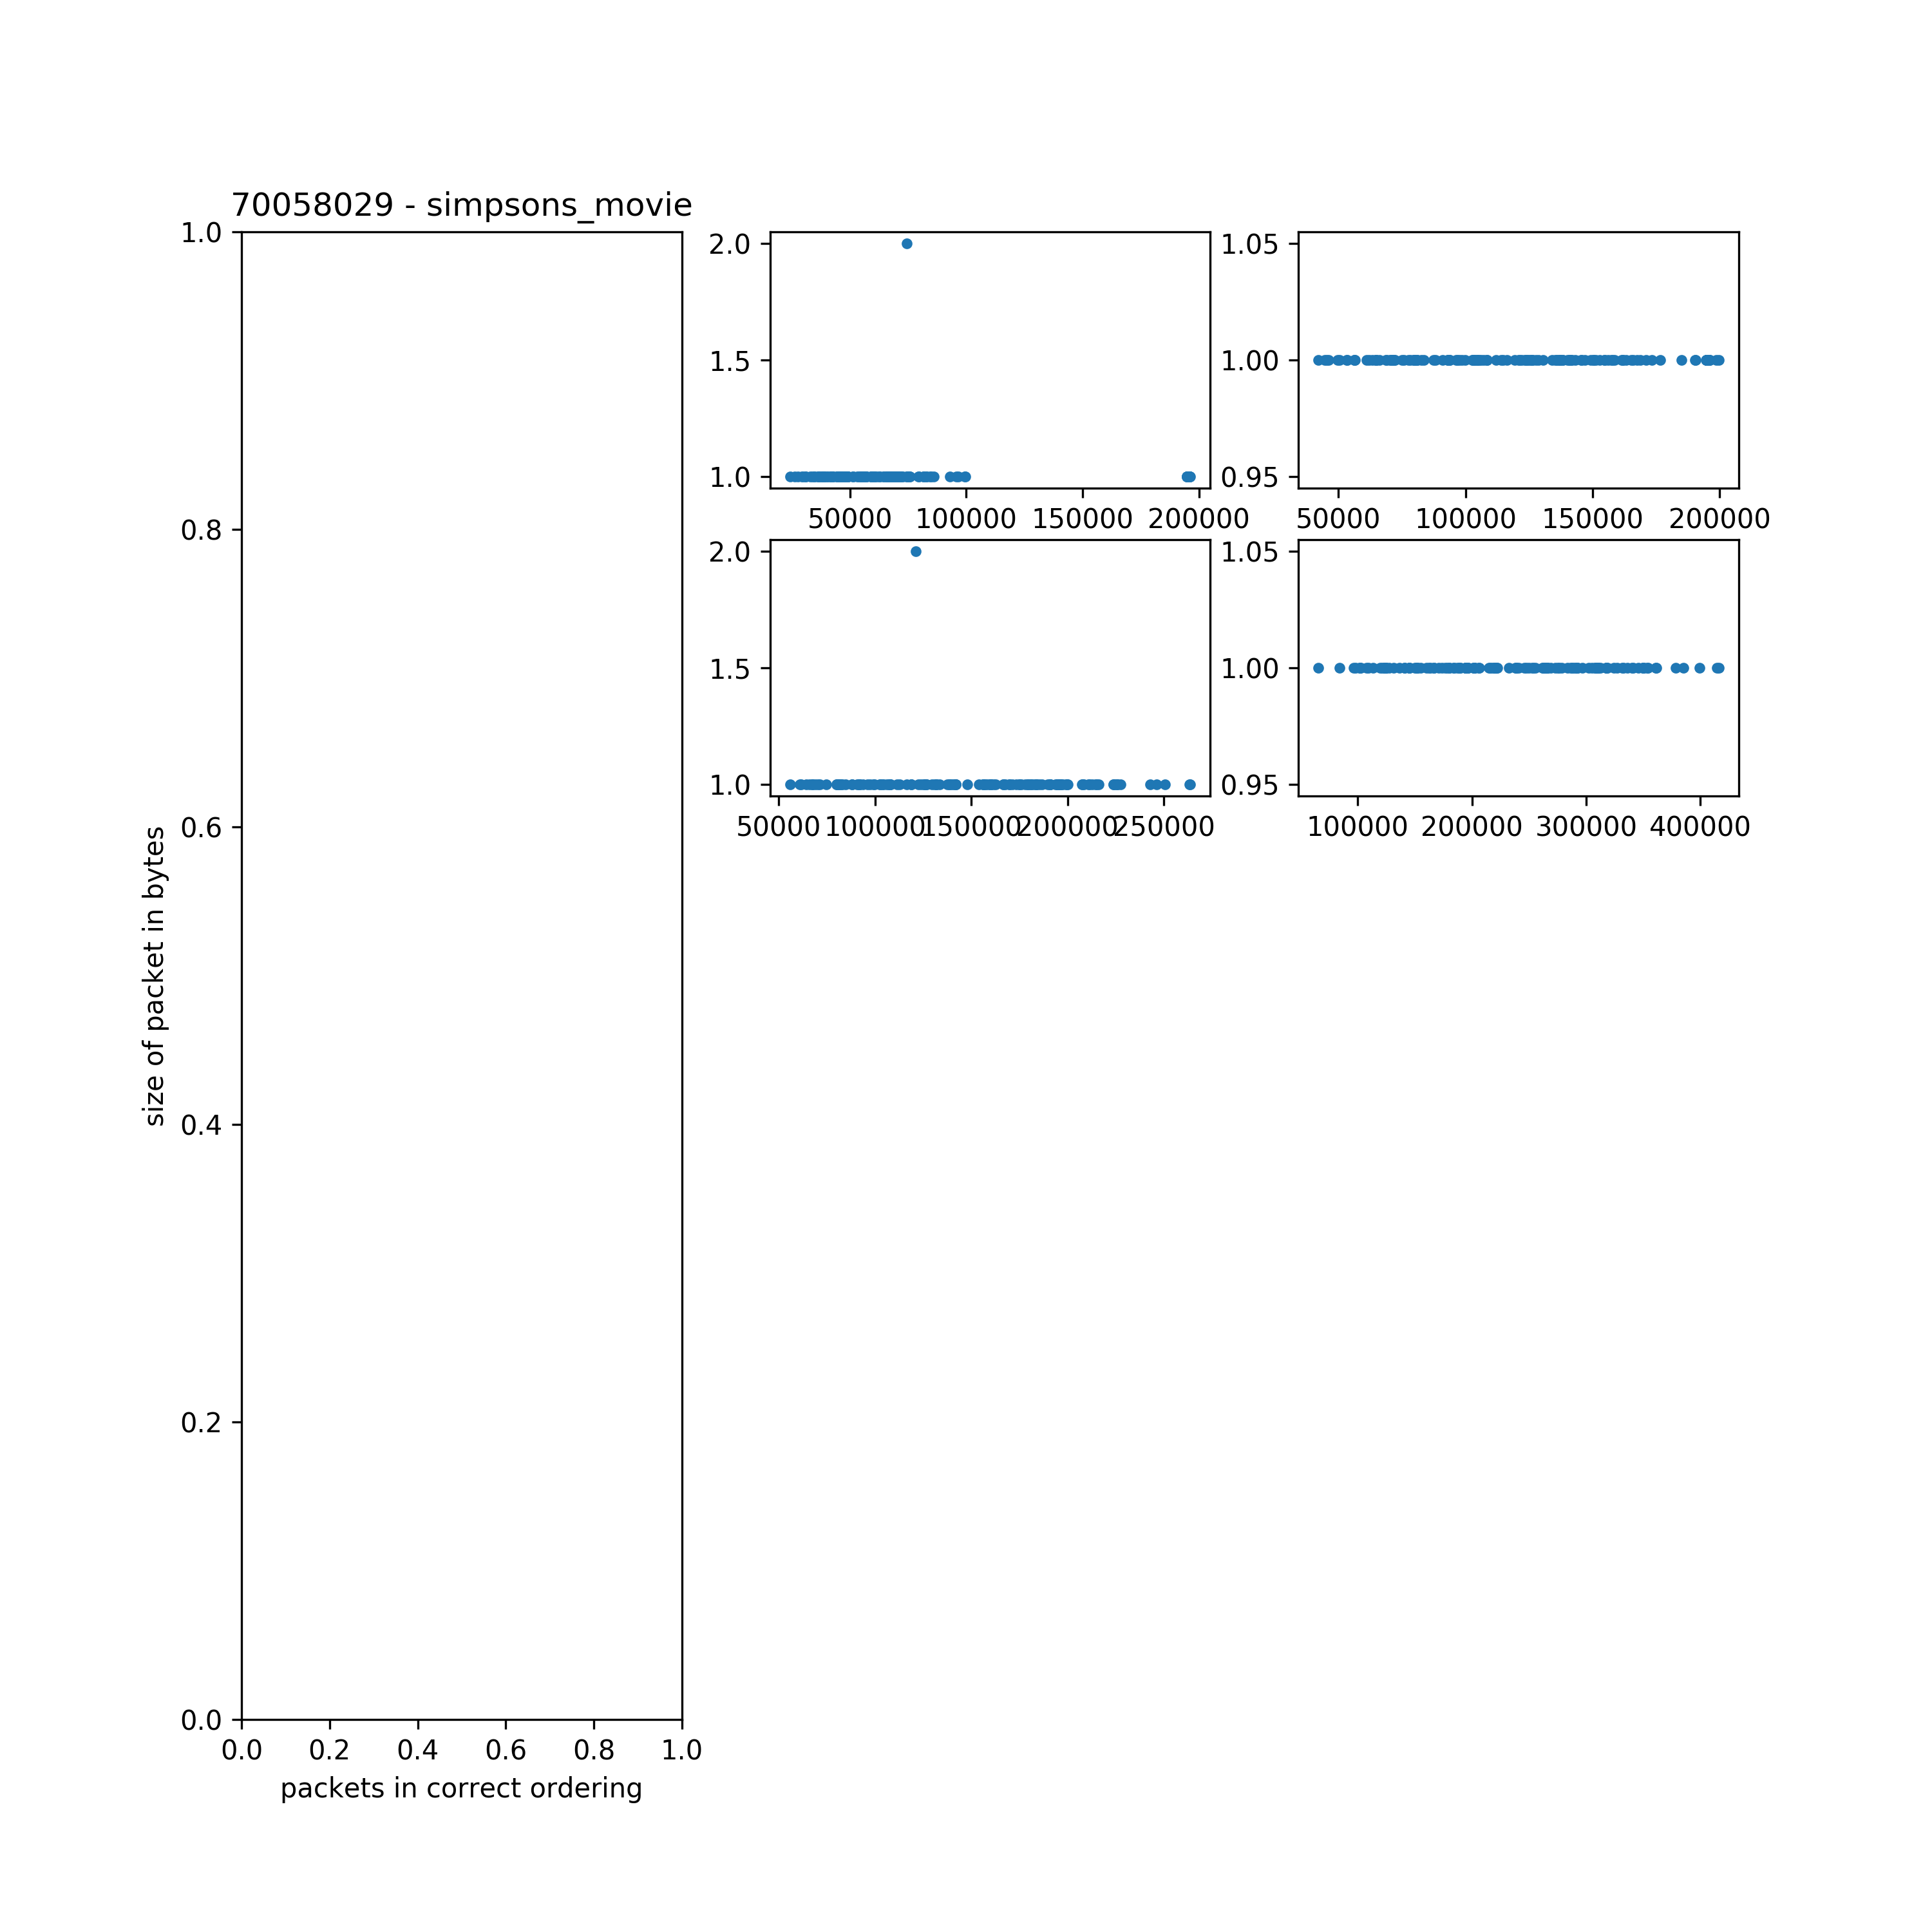 70058029 - simpsons_movie
1.0
0.8
0.6
0.4
0.2
0.0
size of packet in bytes
0.0 0.2 0.4 0.6 0.8 1.0
packets in correct ordering
2.0
1.5
1.0
50000 100000 150000 200000
1.05
1.00
0.95
50000 100000 150000 200000
2.0
1.5
1.0
50000 100000 150000 200000 250000
1.05
1.00
0.95
100000 200000 300000 400000